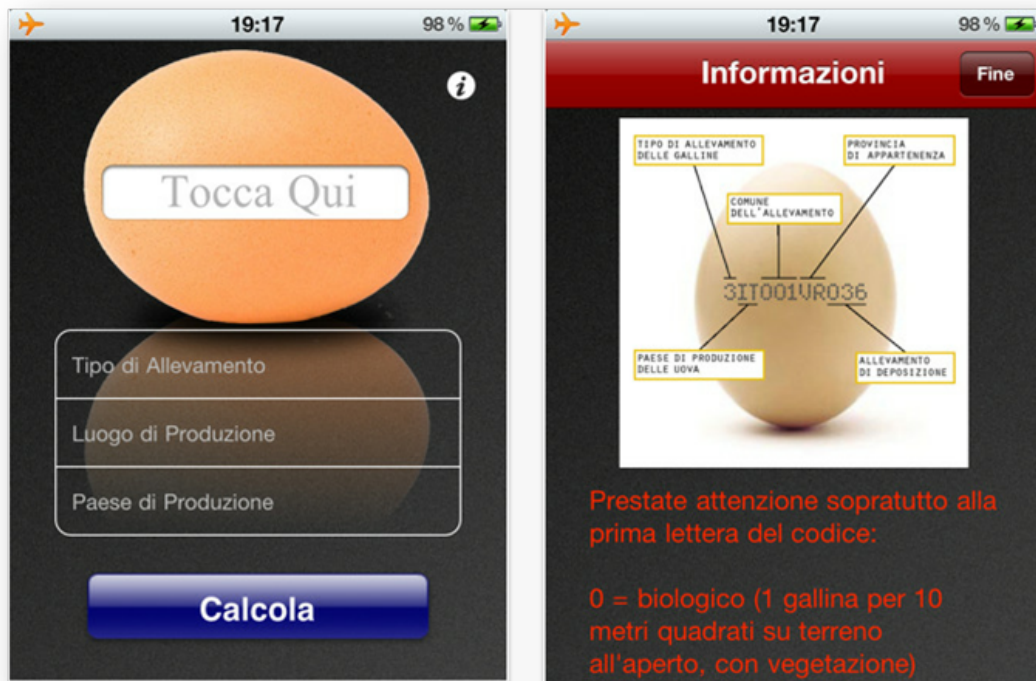 19:17
98 %
Tocca Qui
Tipo di Allevamento
Luogo di Produzione
Paese di Produzione
Calcola
19:17
98 %
Informazioni
Fine
TIPO DI ALLEVAMENTO
DELLE GALLINE
PROVINCIA
DI APPARTENENZA
COMUNE
DELL'ALLEVAMENTO
3IT001VR036
PAESE DI PRODUZIONE
DELLE UOVA
ALLEVAMENTO
DI DEPOSIZIONE
Prestate attenzione sopratutto alla
prima lettera del codice:
0 = biologico (1 gallina per 10
metri quadrati su terreno
all'aperto, con vegetazione)